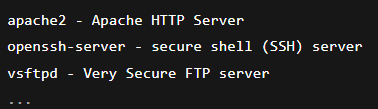 apache2 - Apache HTTP Server
openssh-server - secure shell (SSH) server
vsftpd - Very Secure FTP server
...